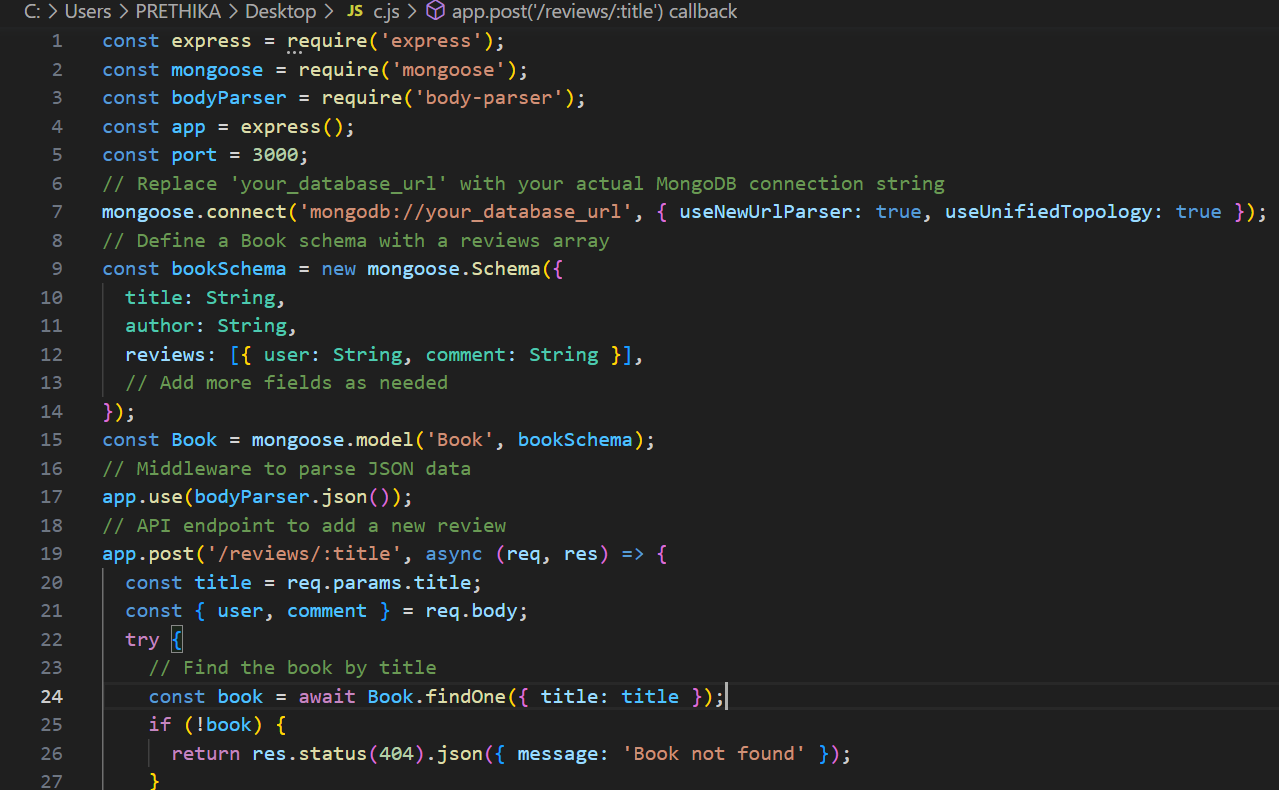 C: > Users > PRETHIKA > Desktop > JS c.js > app.post('/reviews/:title') callback
1 const express = require('express');
2 const mongoose = require('mongoose');
3 const bodyParser = require('body-parser');
4 const app = express();
5 const port = 3000;
6 // Replace 'your_database_url' with your actual MongoDB connection string
7 mongoose.connect('mongodb://your_database_url', { useNewUrlParser: true, useUnifiedTopology: true });
8 // Define a Book schema with a reviews array
9 const bookSchema = new mongoose.Schema({
10   title: String,
11   author: String,
12   reviews: [{ user: String, comment: String }],
13   // Add more fields as needed
14 });
15 const Book = mongoose.model('Book', bookSchema);
16 // Middleware to parse JSON data
17 app.use(bodyParser.json());
18 // API endpoint to add a new review
19 app.post('/reviews/:title', async (req, res) => {
20   const title = req.params.title;
21   const { user, comment } = req.body;
22   try {
23     // Find the book by title
24     const book = await Book.findOne({ title: title });
25     if (!book) {
26       return res.status(404).json({ message: 'Book not found' });
27     }